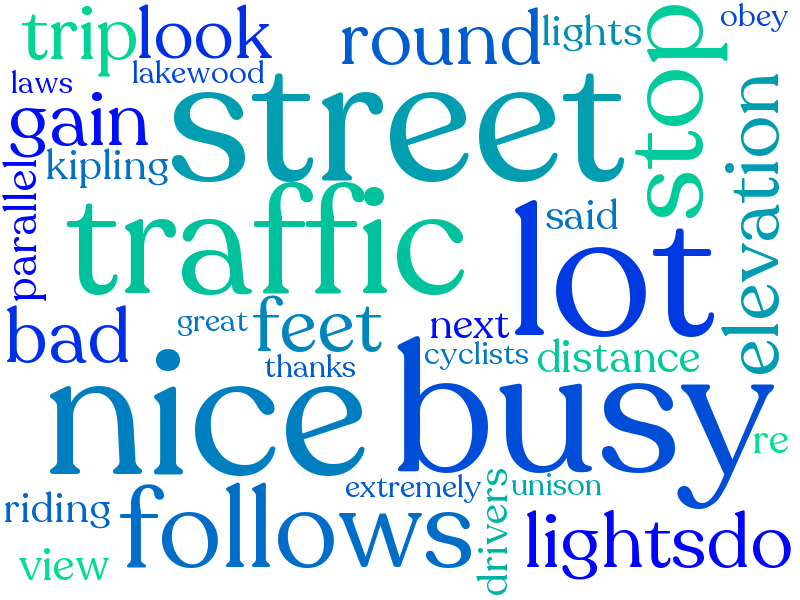 trip look round lights obey
laws lakewood
gain street stop
kipling
parallel traffic said elevation
lot
bad great feet next
thanks cyclists distance
nice busy
re
riding follows extremely unison
drivers lightsdo
view